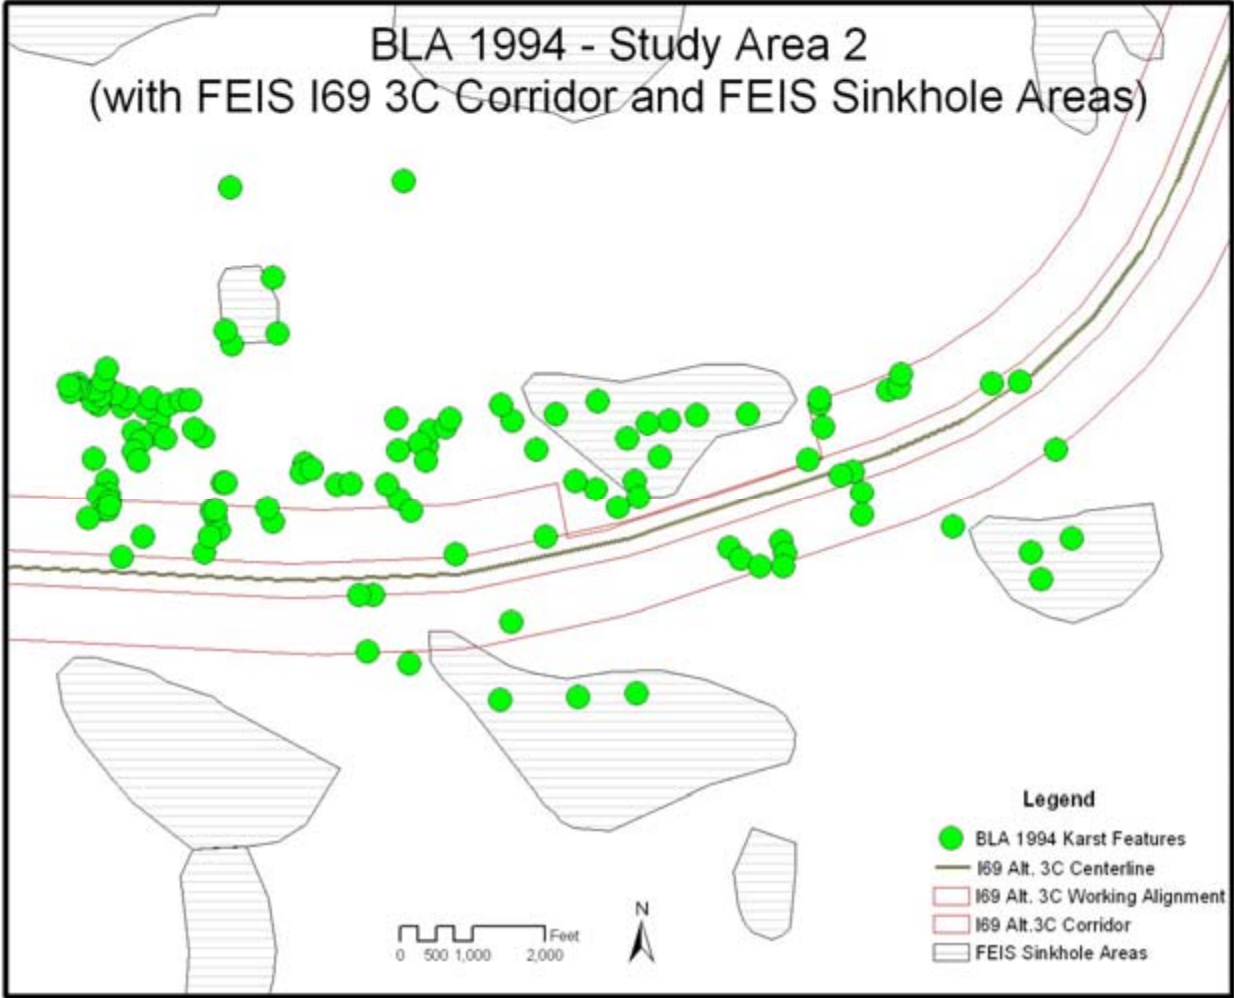 BLA 1994 - Study Area 2
(with FEIS I69 3C Corridor and FEIS Sinkhole Areas)
Legend
BLA 1994 Karst Features
I69 Alt. 3C Centerline
I69 Alt. 3C Working Alignment
I69 Alt.3C Corridor
FEIS Sinkhole Areas
N
Feet
0 500 1,000 2,000